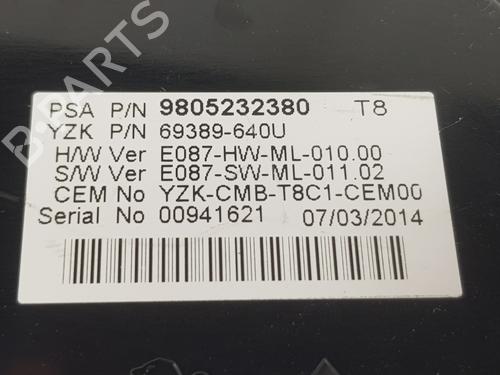 PSA P/N 9805232380 T8
YZK P/N 69389-640U
H/W Ver E087-HW-ML-010.00
S/W Ver E087-SW-ML-011.02
CEM No YZK-CMB-T8C1-CEM00
Serial No 00941621 07/03/2014
B-PARTS